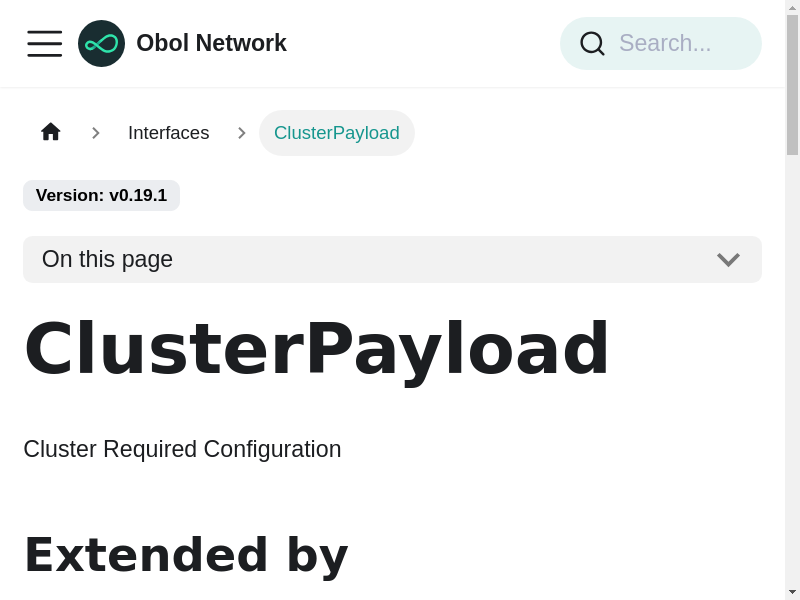 Obol Network
Search...
Interfaces
ClusterPayload
Version: v0.19.1
On this page
ClusterPayload
Cluster Required Configuration
Extended by